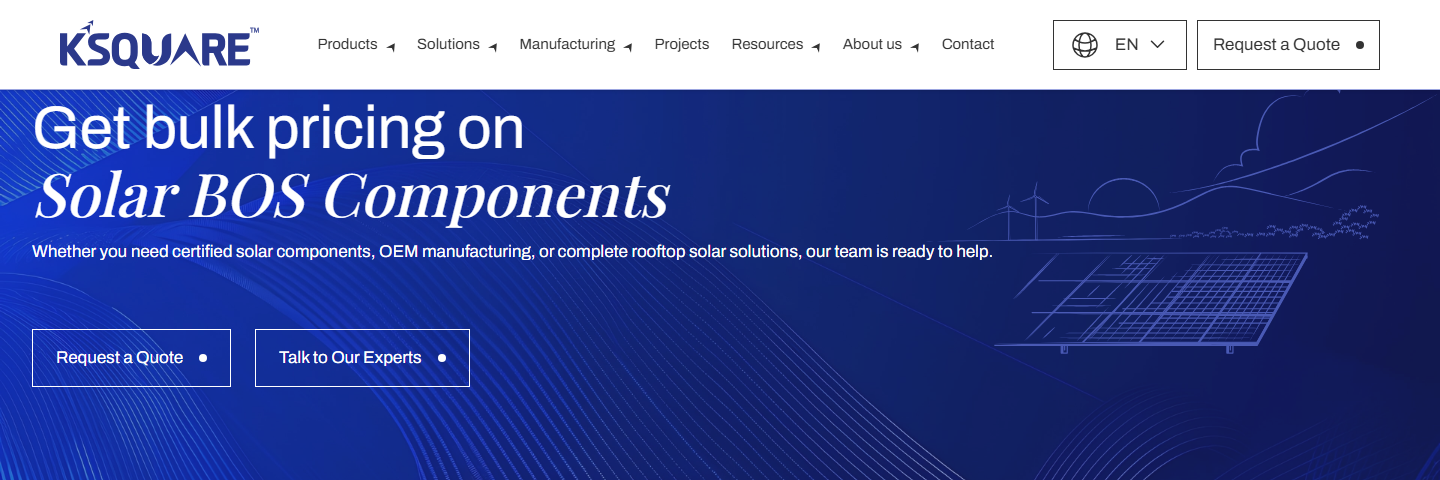 KSQUARE™
Products Solutions Manufacturing Projects Resources About us Contact EN Request a Quote
Get bulk pricing on
Solar BOS Components
Whether you need certified solar components, OEM manufacturing, or complete rooftop solar solutions, our team is ready to help.
Request a Quote Talk to Our Experts